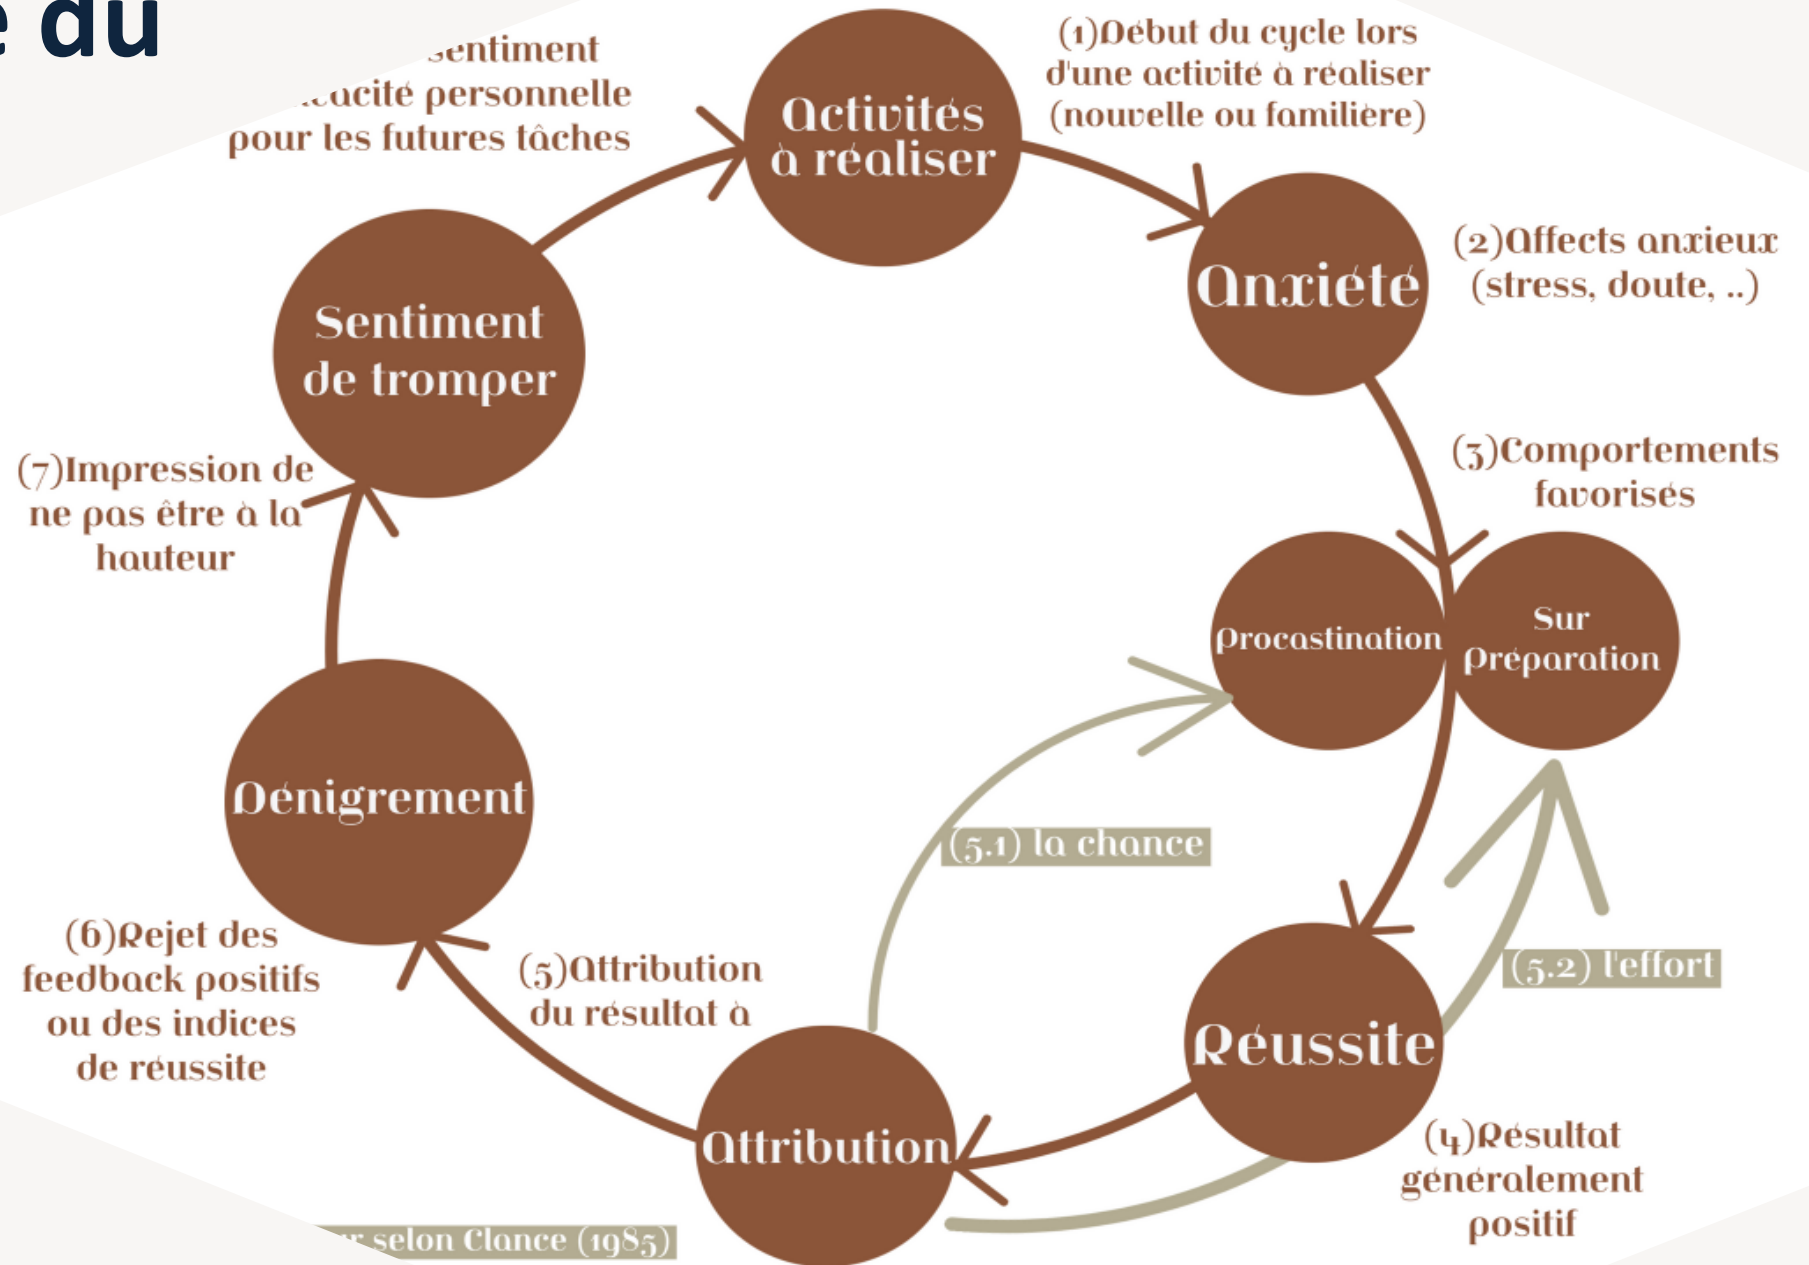 du
sentiment
personnelle
pour les futures tâches
Activités
à réaliser
(1)Début du cycle lors
d'une activité à réaliser
(nouvelle ou familière)
Anxiété
(2)Affects anxieux
(stress, doute, ..)
Sentiment
de tromper
(3)Comportements
favorisés
(7)Impression de
ne pas être à la
hauteur
Procastination
Sur
Préparation
Dénigrement
(5.1) la chance
(6)Rejet des
feedback positifs
ou des indices
de réussite
(5)Attribution
du résultat à
(5.2) l'effort
Réussite
Attribution
(4)Résultat
généralement
positif
selon Clance (1985)